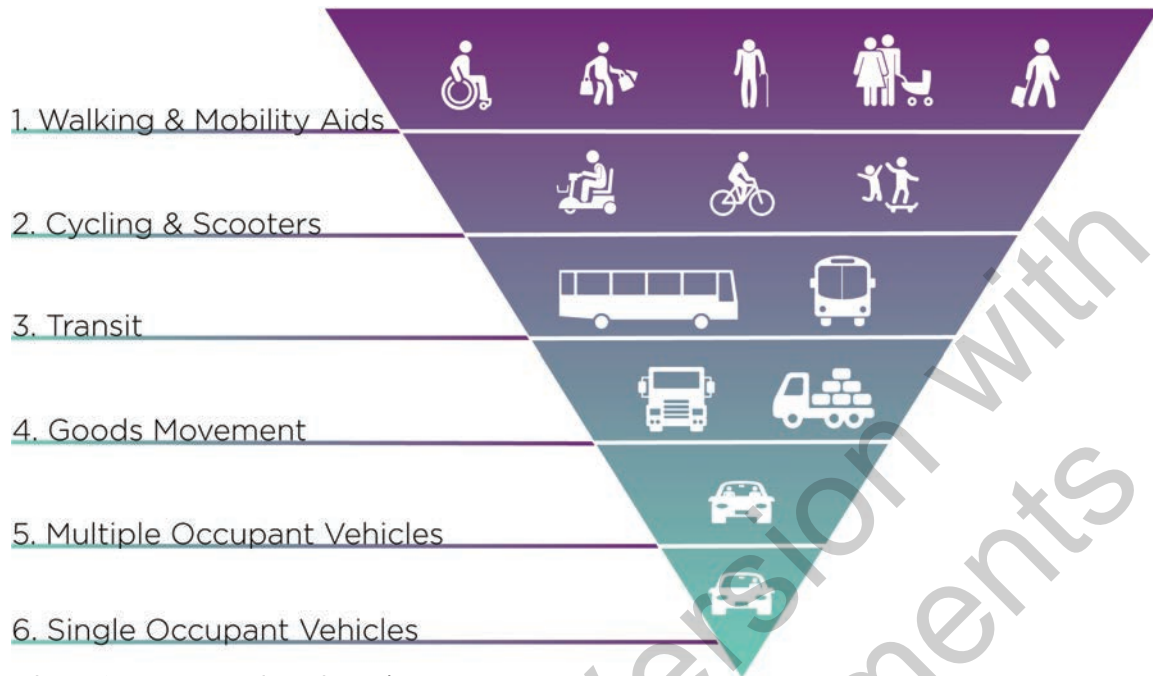 1. Walking & Mobility Aids
2. Cycling & Scooters
3. Transit
4. Goods Movement
5. Multiple Occupant Vehicles
6. Single Occupant Vehicles
with